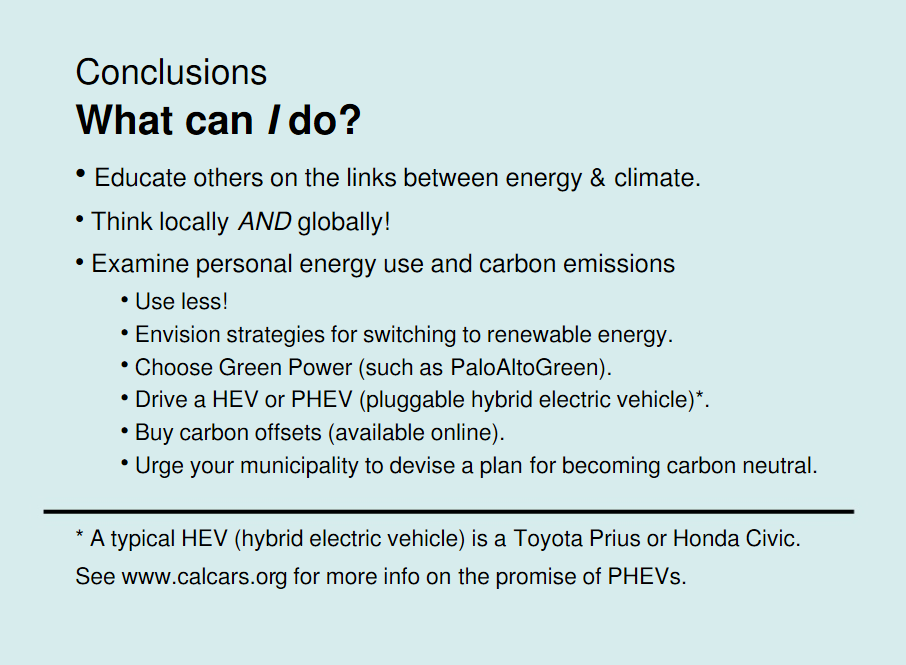 Conclusions
What can I do?
• Educate others on the links between energy & climate.
• Think locally AND globally!
• Examine personal energy use and carbon emissions
• Use less!
• Envision strategies for switching to renewable energy.
• Choose Green Power (such as PaloAltoGreen).
• Drive a HEV or PHEV (pluggable hybrid electric vehicle)*.
• Buy carbon offsets (available online).
• Urge your municipality to devise a plan for becoming carbon neutral.
* A typical HEV (hybrid electric vehicle) is a Toyota Prius or Honda Civic.
See www.calcars.org for more info on the promise of PHEVs.